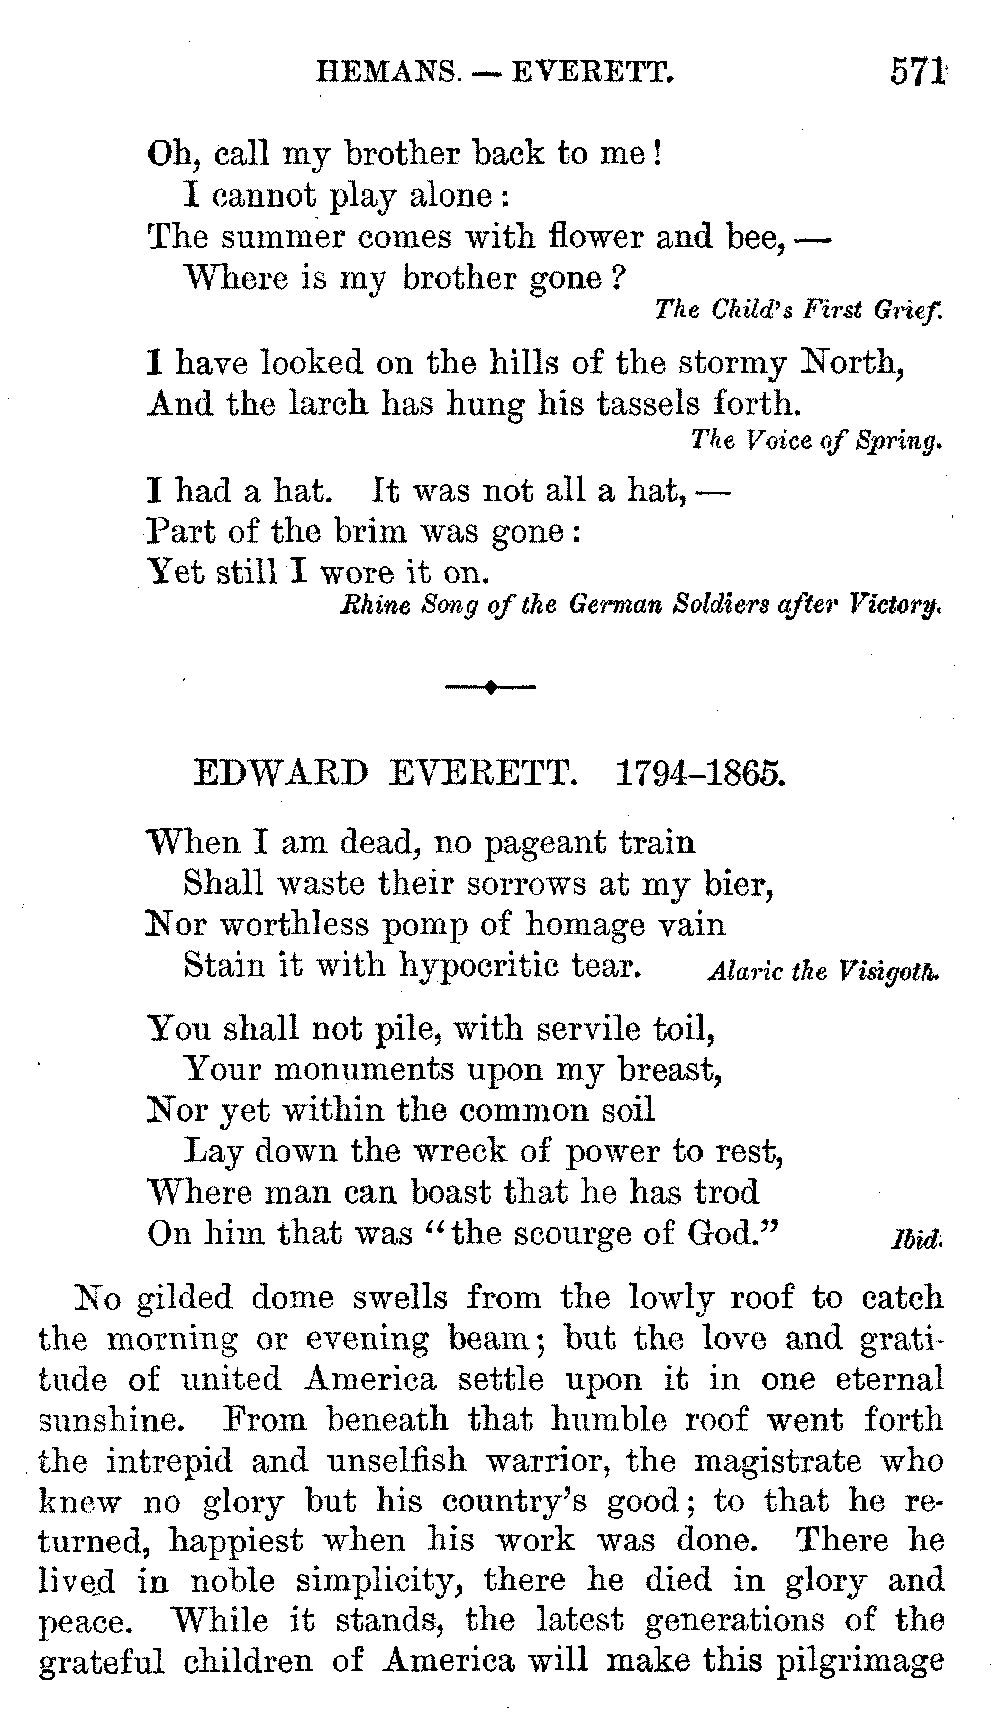 HEMANS. — EVERETT. 571
Oh, call my brother back to me!
I cannot play alone:
The summer comes with flower and bee, —
Where is my brother gone?
The Child's First Grief.
I have looked on the hills of the stormy North,
And the larch has hung his tassels forth.
The Voice of Spring.
I had a hat. It was not all a hat, —
Part of the brim was gone:
Yet still I wore it on.
Rhine Song of the German Soldiers after Victory.
EDWARD EVERETT. 1794–1865.
When I am dead, no pageant train
Shall waste their sorrows at my bier,
Nor worthless pomp of homage vain
Stain it with hypocritic tear. Alaric the Visigoth.
You shall not pile, with servile toil,
Your monuments upon my breast,
Nor yet within the common soil
Lay down the wreck of power to rest,
Where man can boast that he has trod
On him that was "the scourge of God." Ibid.
No gilded dome swells from the lowly roof to catch
the morning or evening beam; but the love and grati-
tude of united America settle upon it in one eternal
sunshine. From beneath that humble roof went forth
the intrepid and unselfish warrior, the magistrate who
knew no glory but his country's good; to that he re-
turned, happiest when his work was done. There he
lived in noble simplicity, there he died in glory and
peace. While it stands, the latest generations of the
grateful children of America will make this pilgrimage